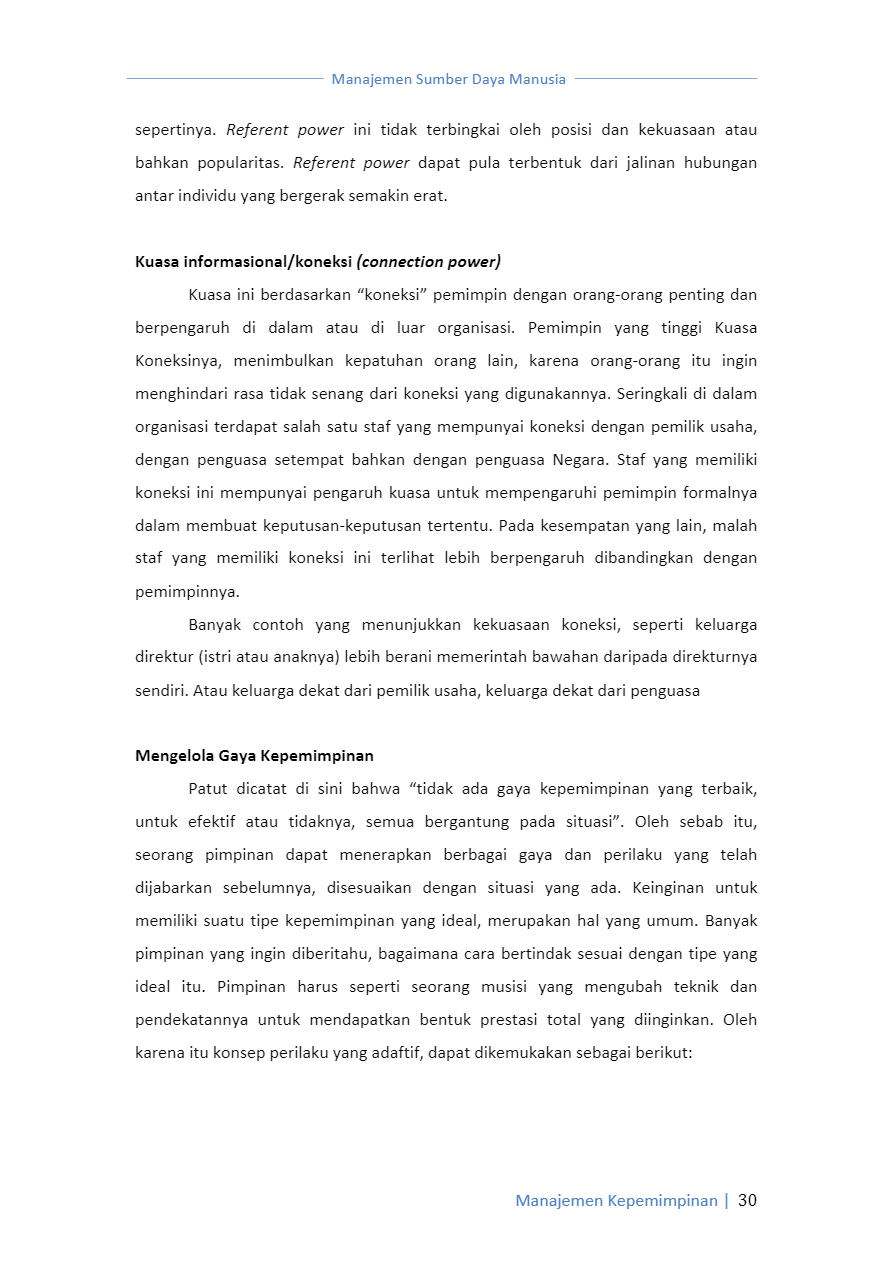 Manajemen Sumber Daya Manusia
sepertinya. Referent power ini tidak terbingkai oleh posisi dan kekuasaan atau
bahkan popularitas. Referent power dapat pula terbentuk dari jalinan hubungan
antar individu yang bergerak semakin erat.
Kuasa informasional/koneksi (connection power)
Kuasa ini berdasarkan “koneksi” pemimpin dengan orang-orang penting dan
berpengaruh di dalam atau di luar organisasi. Pemimpin yang tinggi Kuasa
Koneksinya, menimbulkan kepatuhan orang lain, karena orang-orang itu ingin
menghindari rasa tidak senang dari koneksi yang digunakannya. Seringkali di dalam
organisasi terdapat salah satu staf yang mempunyai koneksi dengan pemilik usaha,
dengan penguasa setempat bahkan dengan penguasa Negara. Staf yang memiliki
koneksi ini mempunyai pengaruh kuasa untuk mempengaruhi pemimpin formalnya
dalam membuat keputusan-keputusan tertentu. Pada kesempatan yang lain, malah
staf yang memiliki koneksi ini terlihat lebih berpengaruh dibandingkan dengan
pemimpinnya.
Banyak contoh yang menunjukkan kekuasaan koneksi, seperti keluarga
direktur (istri atau anaknya) lebih berani memerintah bawahan daripada direkturnya
sendiri. Atau keluarga dekat dari pemilik usaha, keluarga dekat dari penguasa
Mengelola Gaya Kepemimpinan
Patut dicatat di sini bahwa “tidak ada gaya kepemimpinan yang terbaik,
untuk efektif atau tidaknya, semua bergantung pada situasi”. Oleh sebab itu,
seorang pimpinan dapat menerapkan berbagai gaya dan perilaku yang telah
dijabarkan sebelumnya, disesuaikan dengan situasi yang ada. Keinginan untuk
memiliki suatu tipe kepemimpinan yang ideal, merupakan hal yang umum. Banyak
pimpinan yang ingin diberitahu, bagaimana cara bertindak sesuai dengan tipe yang
ideal itu. Pimpinan harus seperti seorang musisi yang mengubah teknik dan
pendekatannya untuk mendapatkan bentuk prestasi total yang diinginkan. Oleh
karena itu konsep perilaku yang adaftif, dapat dikemukakan sebagai berikut:
Manajemen Kepemimpinan | 30